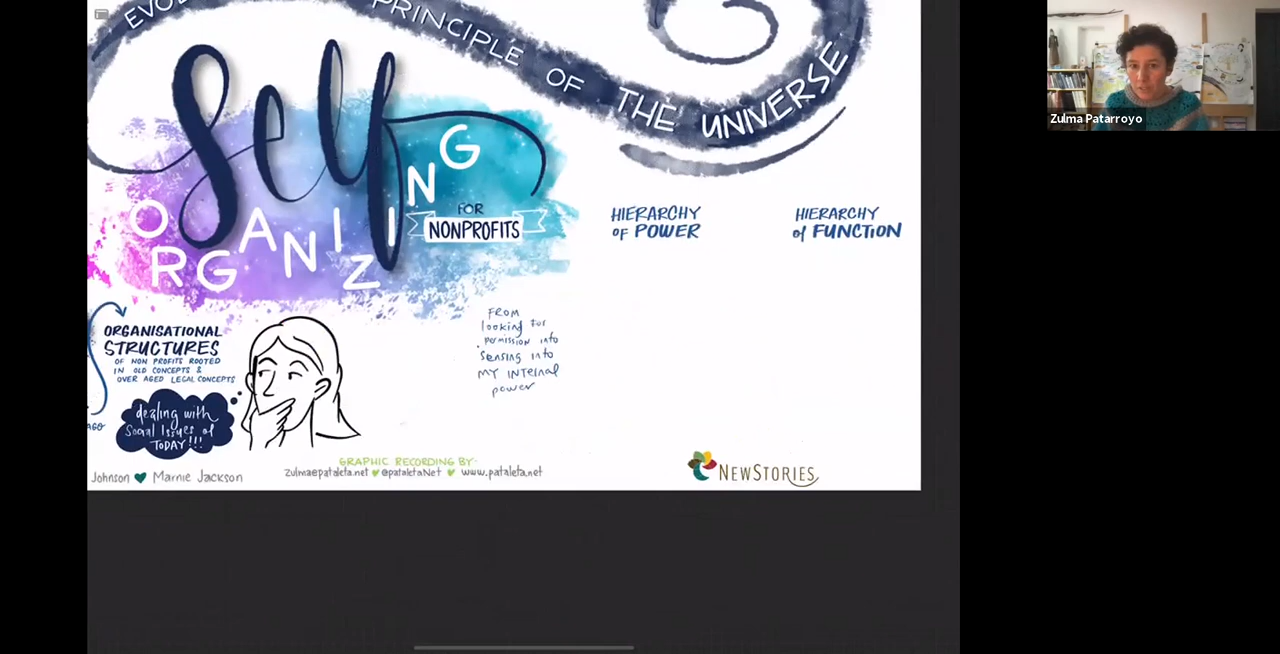 PRINCIPLE OF THE UNIVERSE
Self
ORGANIZING
FOR
NONPROFITS
HIERARCHY
of POWER
HIERARCHY
of FUNCTION
ORGANISATIONAL
STRUCTURES
OF NON PROFITS ROOTED
IN OLD CONCEPTS &
OVER AGED LEGAL CONCEPTS
dealing with
Social Issues of
TODAY!!!
FROM
looking for
permission into
Sensing into
MY INternal
power
AGO
Johnson ♥ Marnie Jackson
GRAPHIC RECORDING BY:
zulma@pataleta.net ♥ @pataletaNet ♥ www.pataleta.net
NEWSTORIES
Zulma Patarroyo